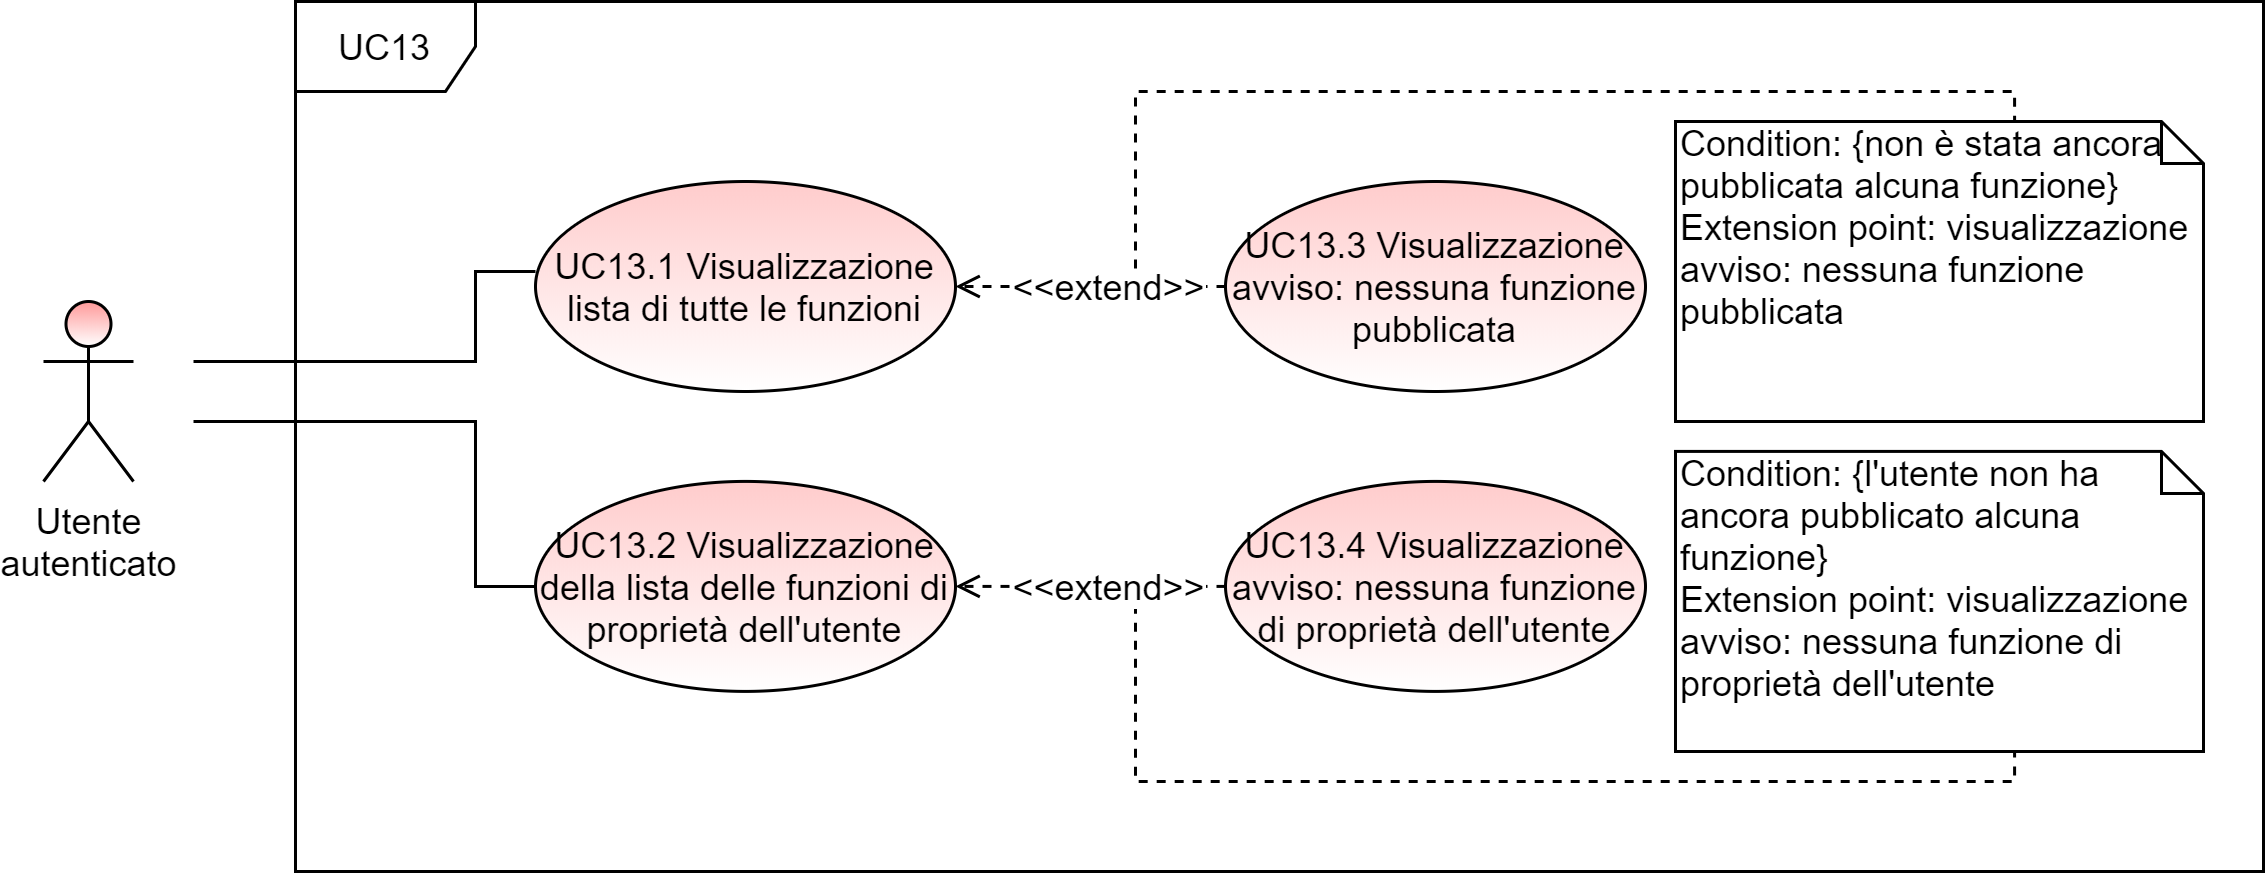 UC13
Utente
autenticato
UC13.1 Visualizzazione
lista di tutte le funzioni
<<extend>>
UC13.3 Visualizzazione
avviso: nessuna funzione
pubblicata
Condition: {non è stata ancora
pubblicata alcuna funzione}
Extension point: visualizzazione
avviso: nessuna funzione
pubblicata
UC13.2 Visualizzazione
della lista delle funzioni di
proprietà dell'utente
<<extend>>
UC13.4 Visualizzazione
avviso: nessuna funzione
di proprietà dell'utente
Condition: {l'utente non ha
ancora pubblicato alcuna
funzione}
Extension point: visualizzazione
avviso: nessuna funzione di
proprietà dell'utente